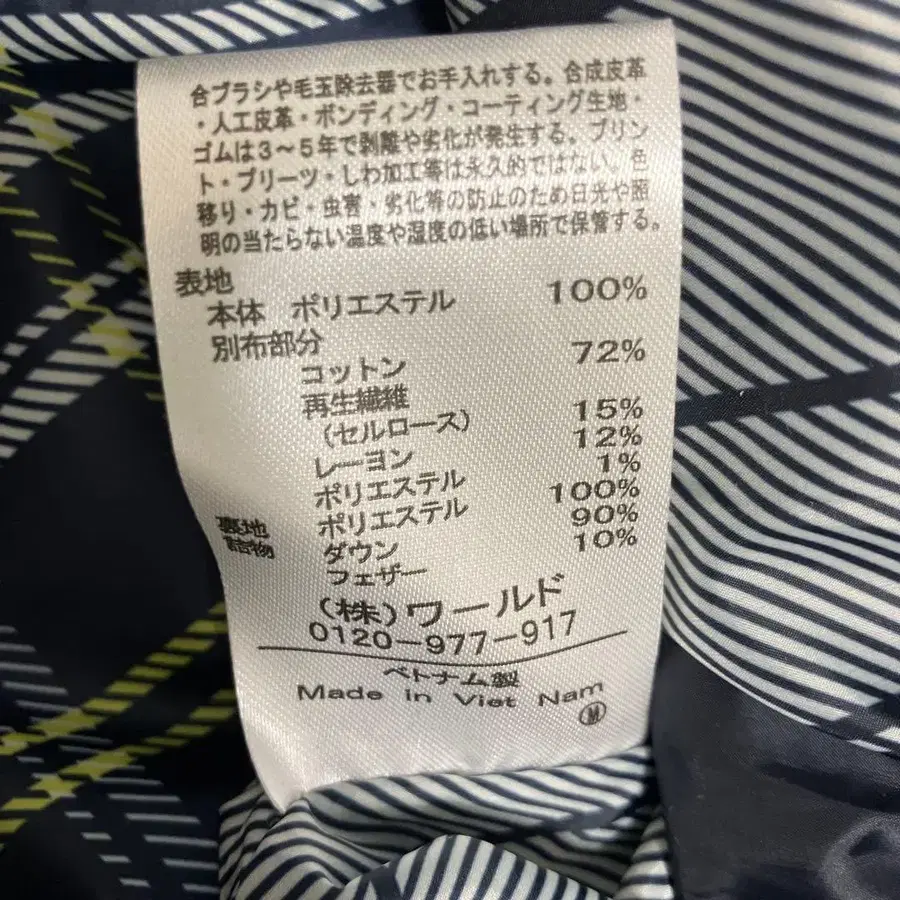 合ブラシや毛玉除去器でお手入れする。合成皮革
・人工皮革・ボンディング・コーティング生地・
ゴムは3〜5年で剥離や劣化が発生する。プリン
ト・プリーツ・しわ加工等は永久的ではない。色
移り・カビ・虫害・劣化等の防止のため日光や照
明の当たらない温度や湿度の低い場所で保管する。
表地
本体 ポリエステル 100%
別布部分
コットン 72%
再生繊維
(セルロース) 15%
レーヨン 12%
ポリエステル 1%
裏地 ポリエステル 100%
詰物 ダウン 90%
フェザー 10%
(株)ワールド
0120-977-917
ベトナム製
Made in Viet Nam
M